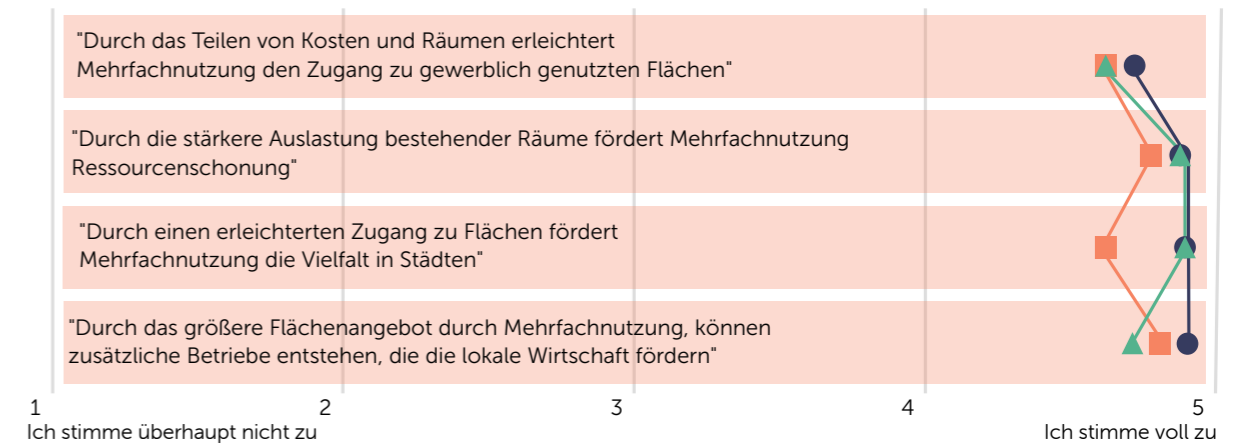 "Durch das Teilen von Kosten und Räumen erleichtert
Mehrfachnutzung den Zugang zu gewerblich genutzten Flächen"
"Durch die stärkere Auslastung bestehender Räume fördert Mehrfachnutzung
Ressourcenschonung"
"Durch einen erleichterten Zugang zu Flächen fördert
Mehrfachnutzung die Vielfalt in Städten"
"Durch das größere Flächenangebot durch Mehrfachnutzung, können
zusätzliche Betriebe entstehen, die die lokale Wirtschaft fördern"
1 2 3 4 5
Ich stimme überhaupt nicht zu Ich stimme voll zu